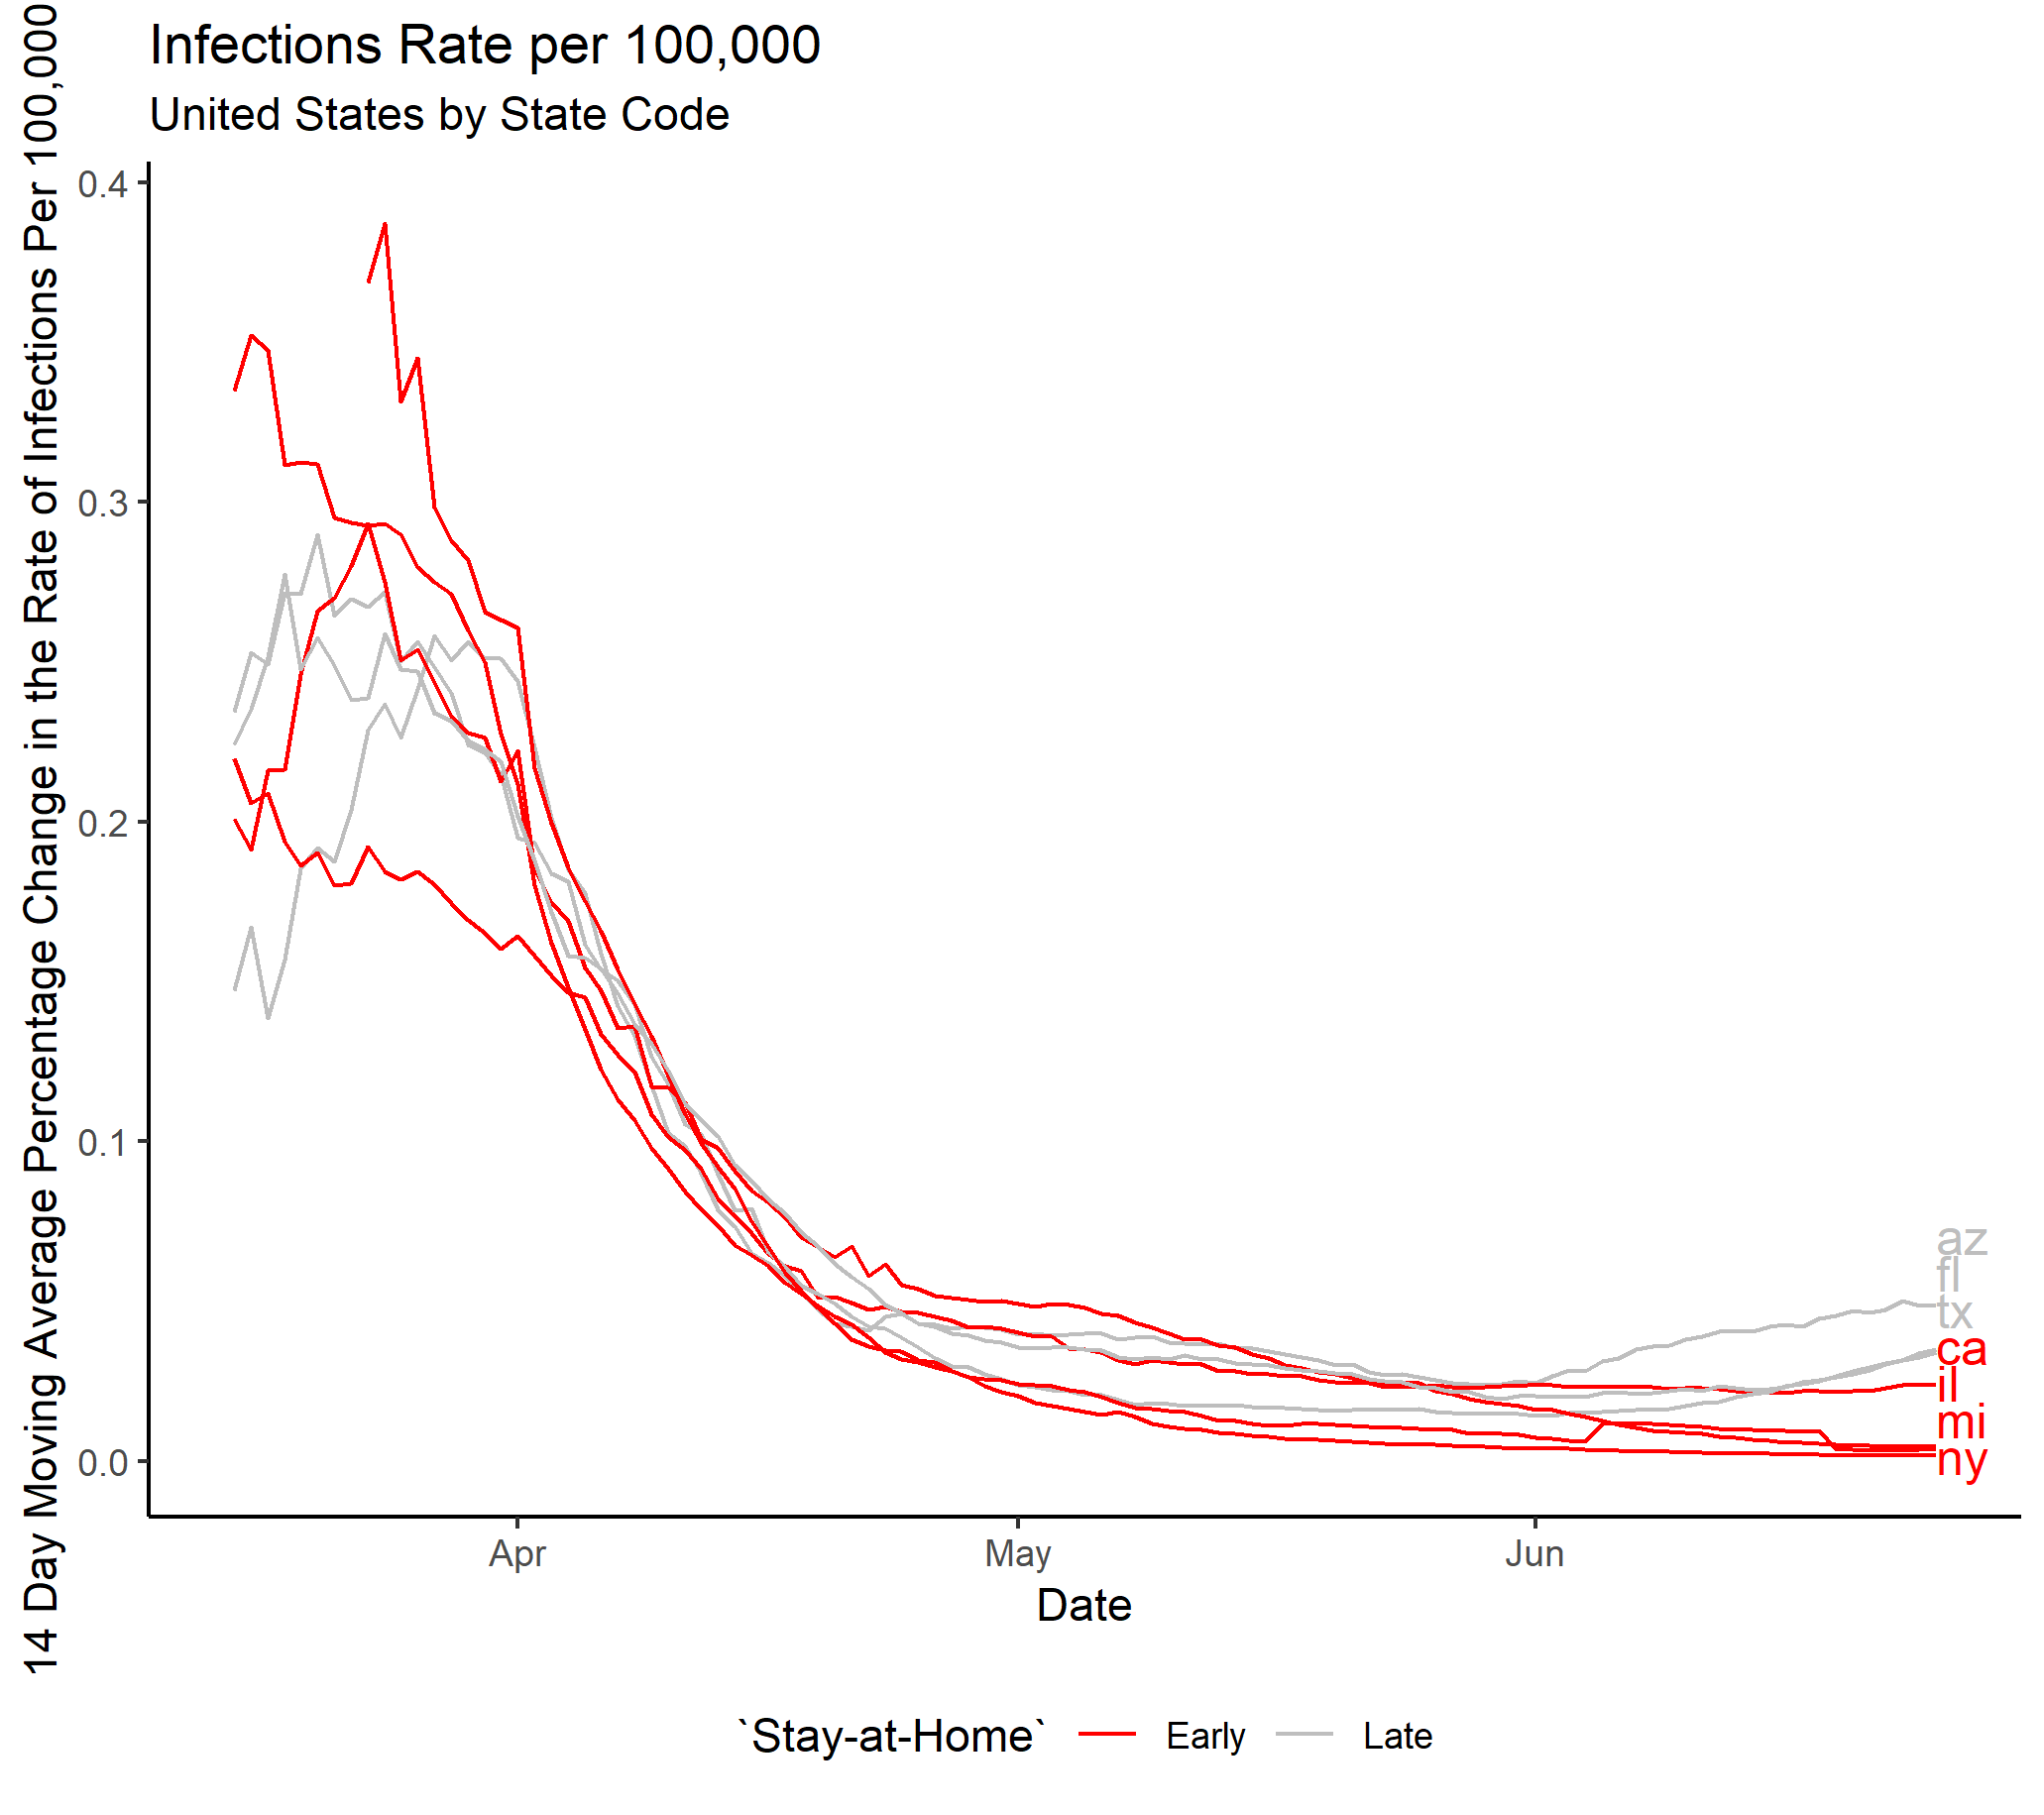 Infections Rate per 100,000
United States by State Code
14 Day Moving Average Percentage Change in the Rate of Infections Per 100,000
0.4
0.3
0.2
0.1
0.0
az
fl
tx
ca
il
mi
ny
Apr May Jun
Date
`Stay-at-Home` Early Late